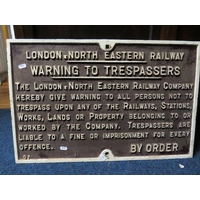 LONDON & NORTH EASTERN RAILWAY
WARNING TO TRESPASSERS
THE LONDON & NORTH EASTERN RAILWAY COMPANY
HEREBY GIVE WARNING TO ALL PERSONS NOT TO
TRESPASS UPON ANY OF THE RAILWAYS, STATIONS,
WORKS, LANDS OR PROPERTY BELONGING TO OR
WORKED BY THE COMPANY. TRESPASSERS ARE
LIABLE TO A FINE OR IMPRISONMENT FOR EVERY
OFFENCE. BY ORDER